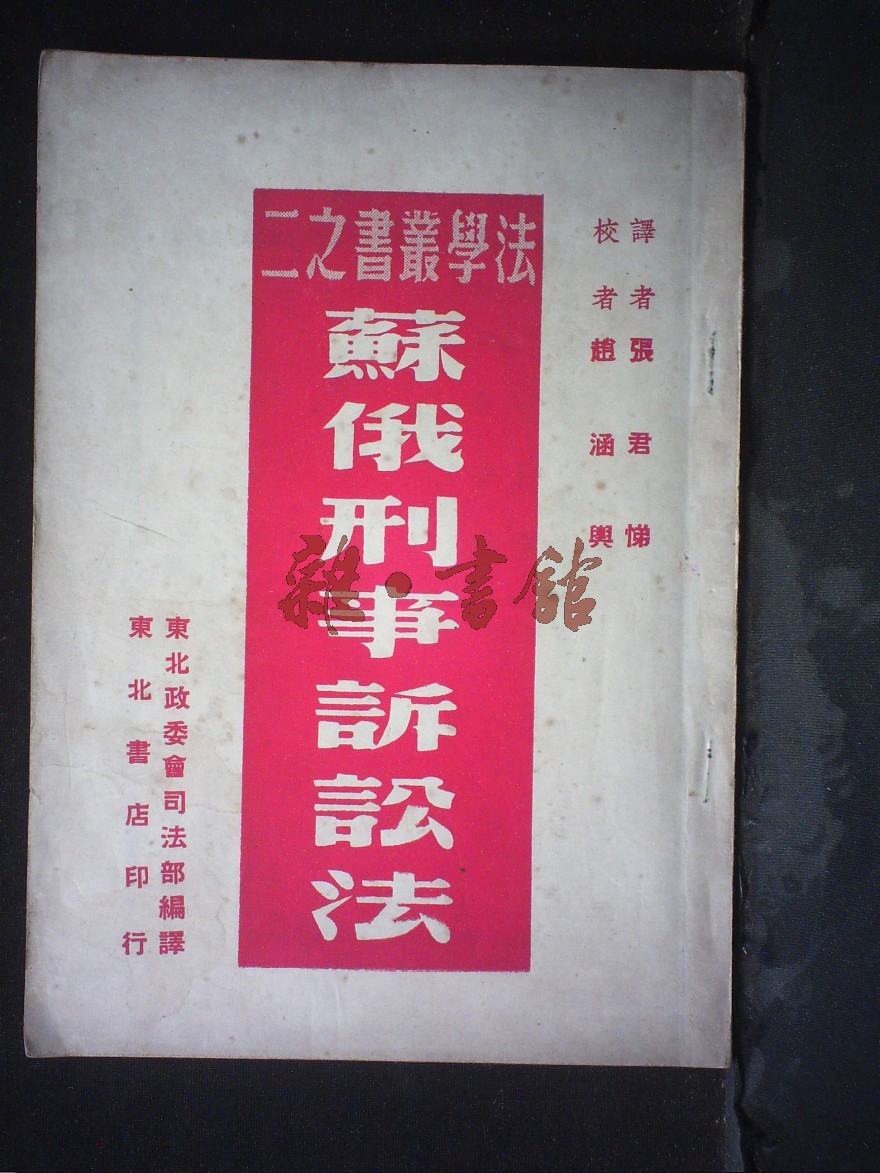 譯者張君悌
校者趙涵輿
法學叢書之二
蘇俄刑事訴訟法
東北政委會司法部編譯
東北書店印行
雜·書館